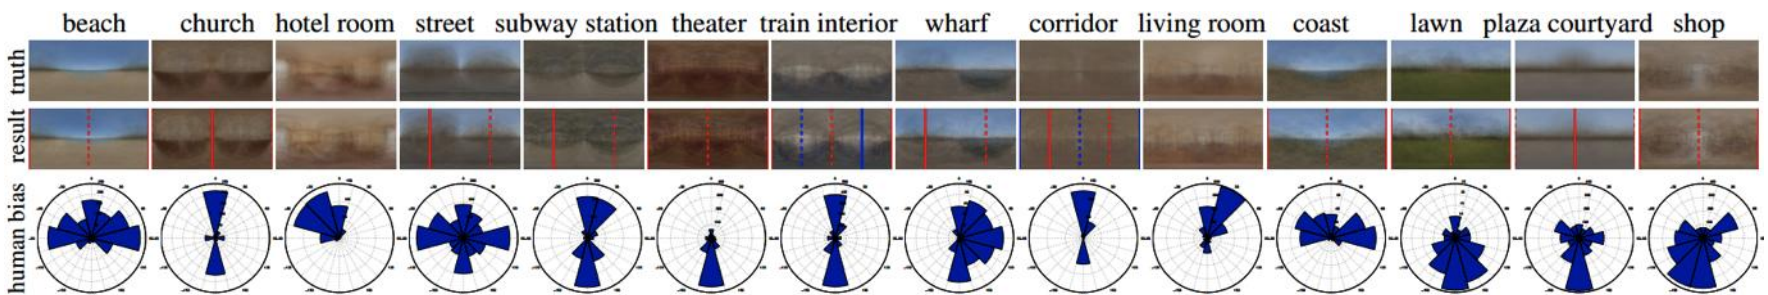 beach church hotel room street subway station theater train interior wharf corridor living room coast lawn plaza courtyard shop
truth
result
human bias